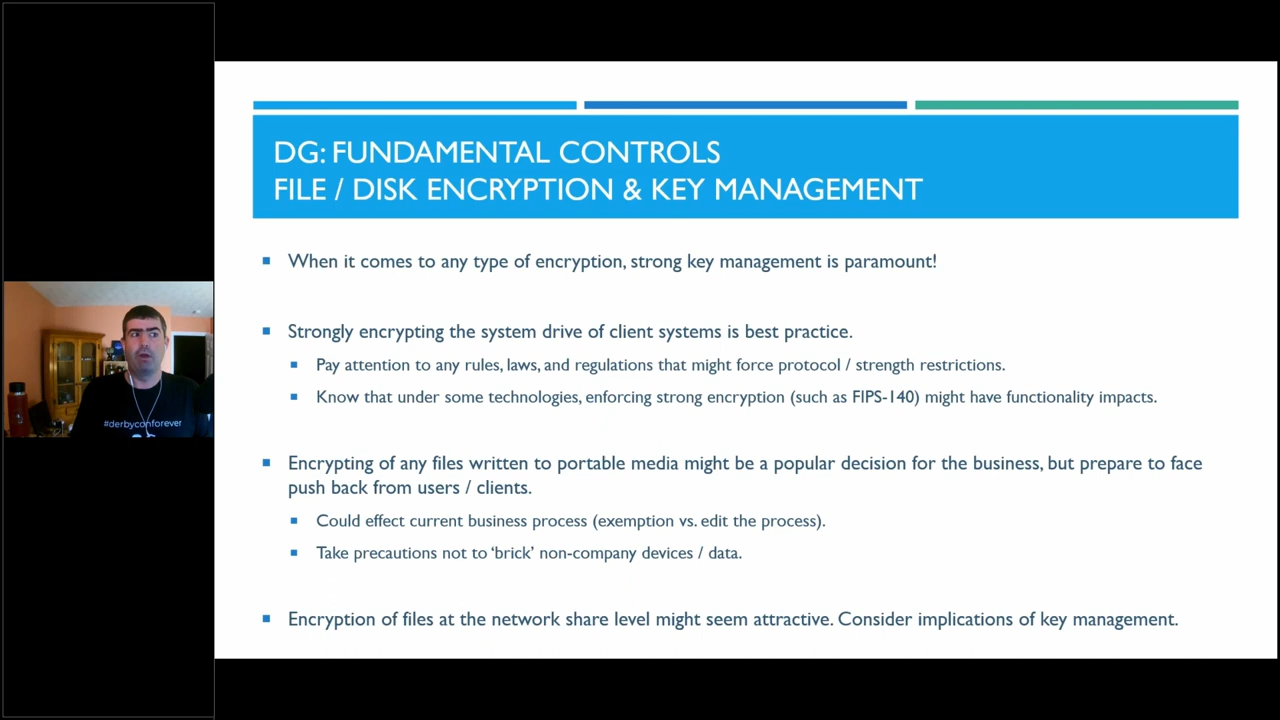 DG: FUNDAMENTAL CONTROLS
FILE / DISK ENCRYPTION & KEY MANAGEMENT
When it comes to any type of encryption, strong key management is paramount!
Strongly encrypting the system drive of client systems is best practice.
Pay attention to any rules, laws, and regulations that might force protocol / strength restrictions.
Know that under some technologies, enforcing strong encryption (such as FIPS-140) might have functionality impacts.
Encrypting of any files written to portable media might be a popular decision for the business, but prepare to face
push back from users / clients.
Could effect current business process (exemption vs. edit the process).
Take precautions not to ‘brick’ non-company devices / data.
Encryption of files at the network share level might seem attractive. Consider implications of key management.
#derbyconforever